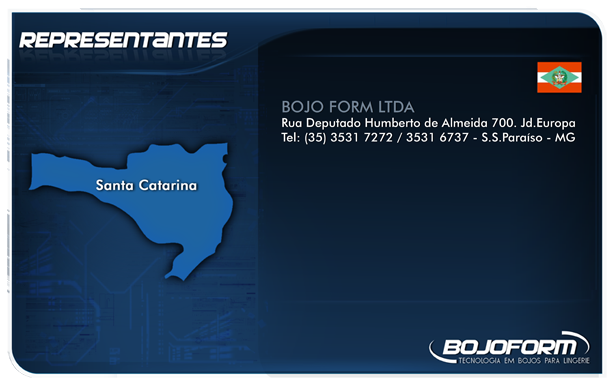 REPRESENTANTES
BOJO FORM LTDA
Rua Deputado Humberto de Almeida 700. Jd.Europa
Tel: (35) 3531 7272 / 3531 6737 - S.S.Paraíso - MG
Santa Catarina
BOJOFORM
TECNOLOGIA EM BOJOS PARA LINGERIE